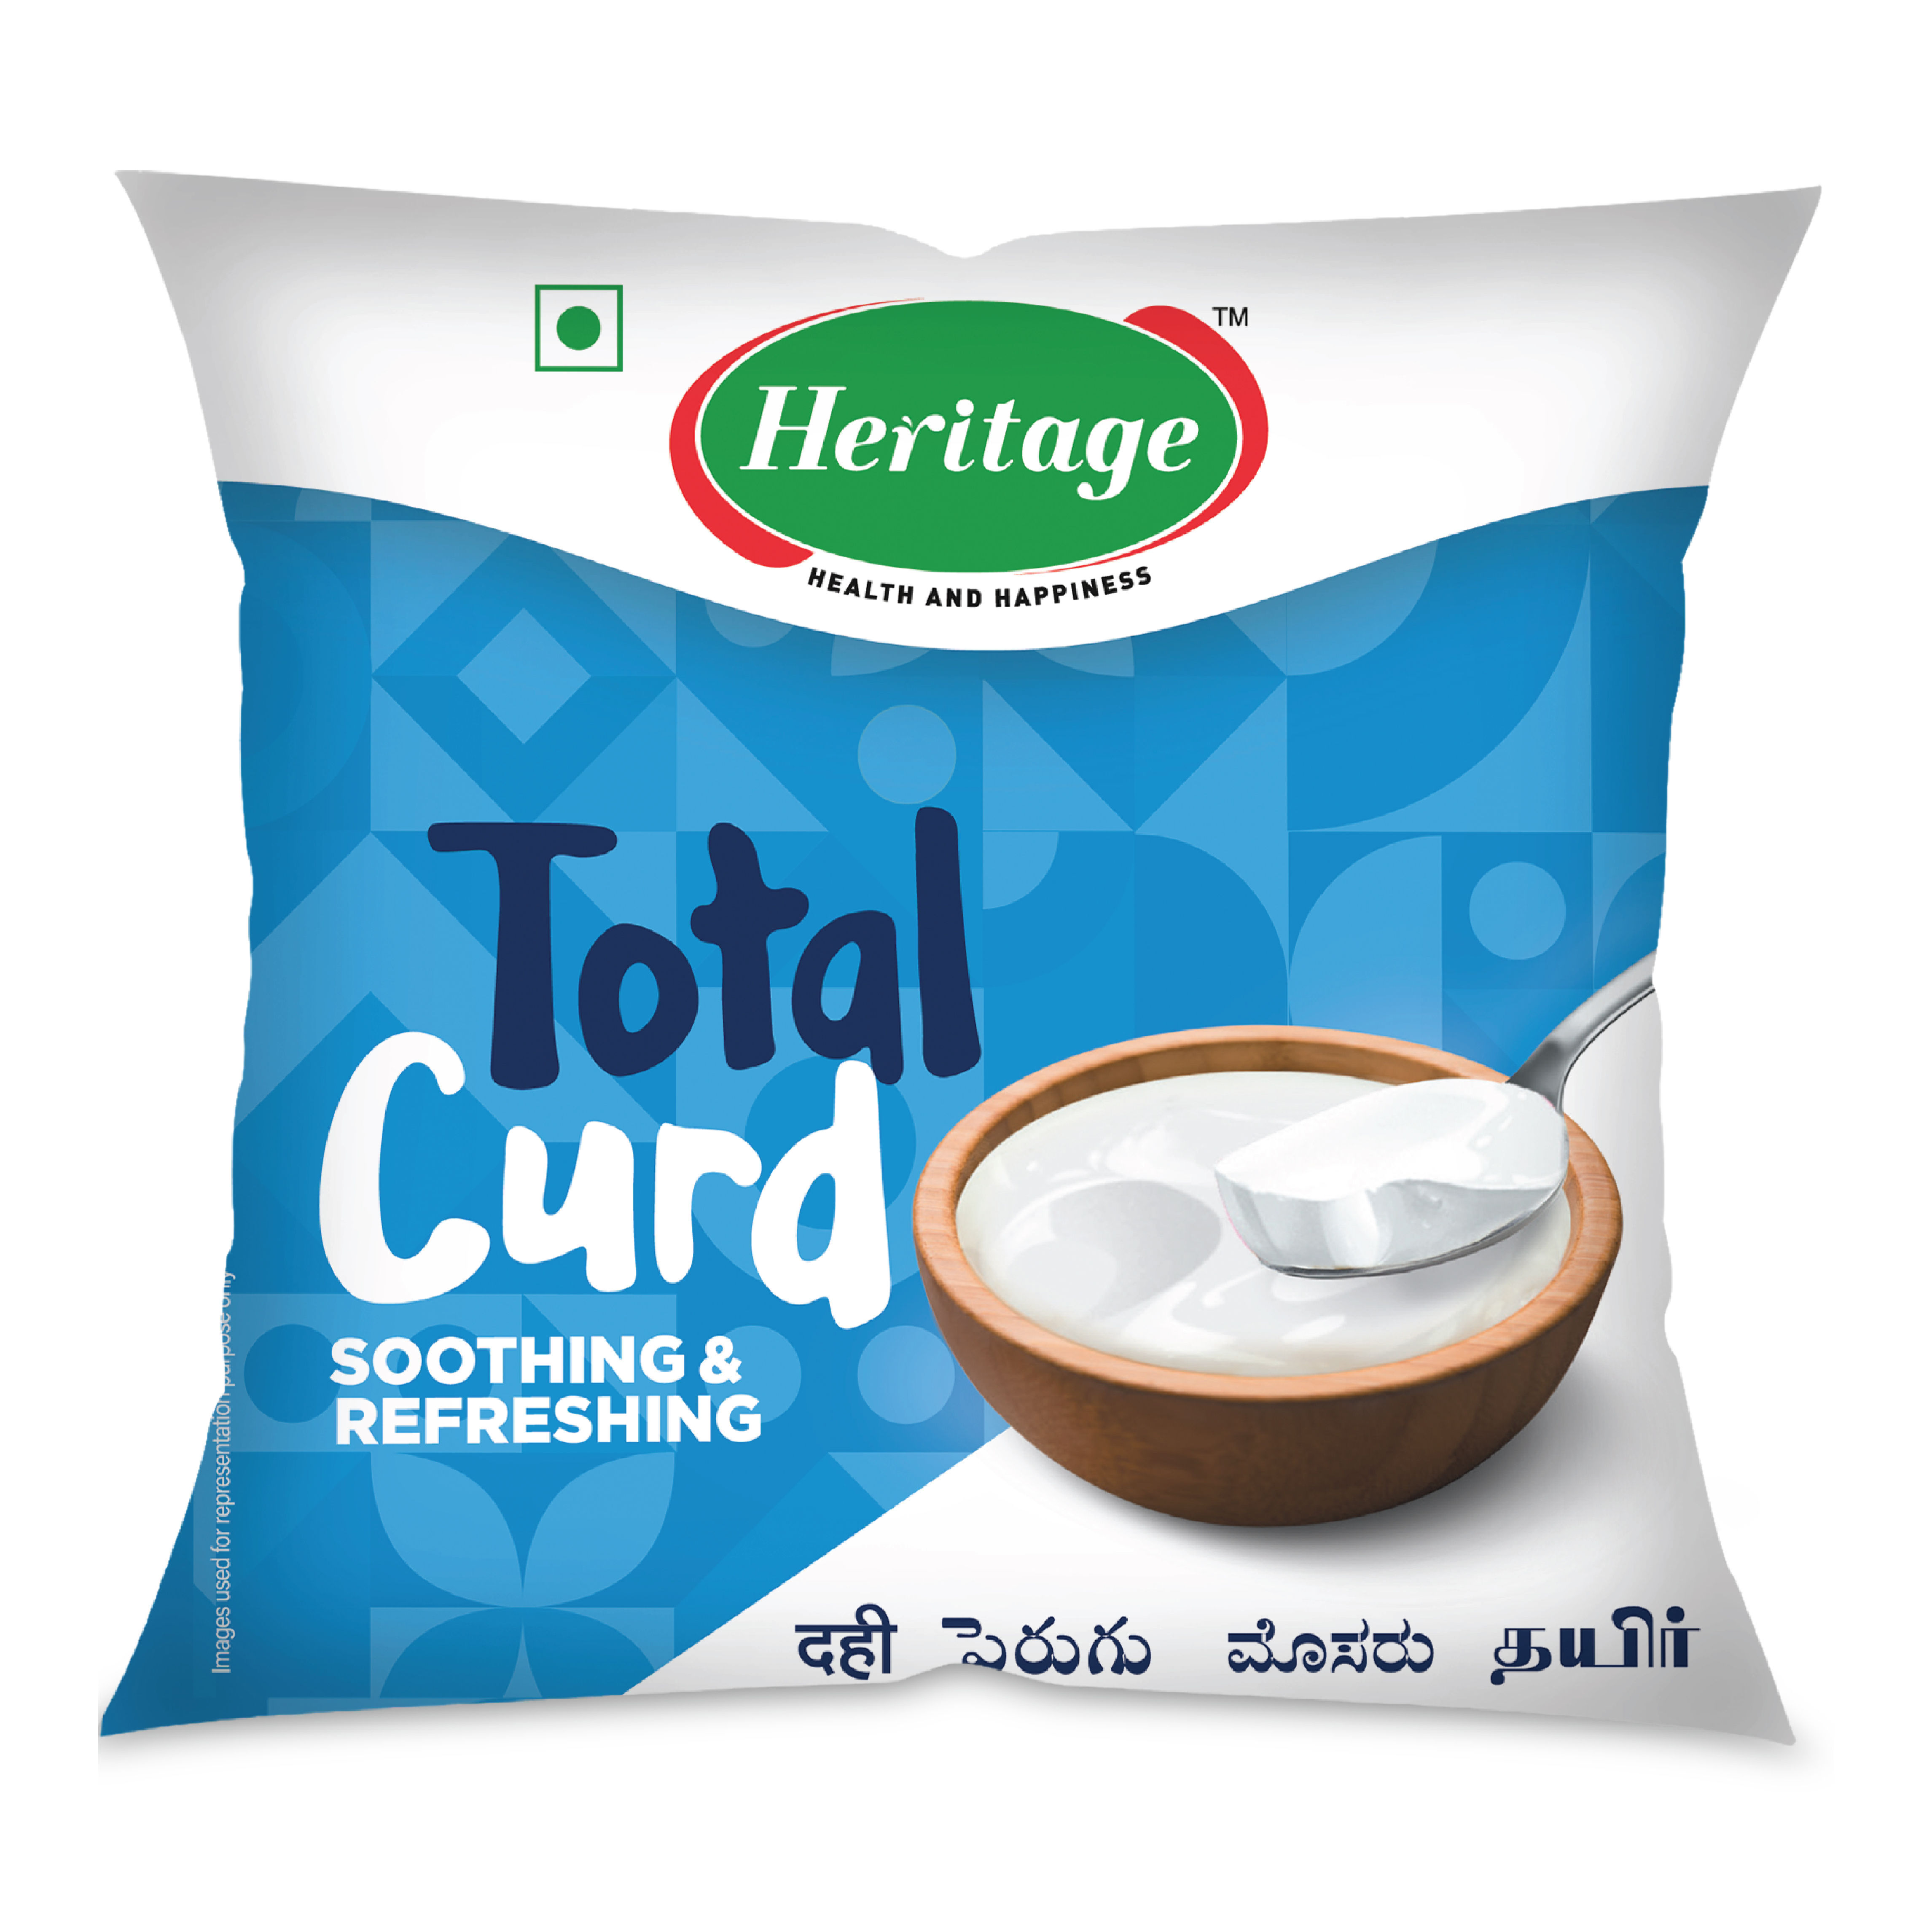 Heritage
TM
HEALTH AND HAPPINESS
Total
Curd
SOOTHING &
REFRESHING
Images used for representation purpose only
दही పెరుగు ಮೊಸರು தயிர்